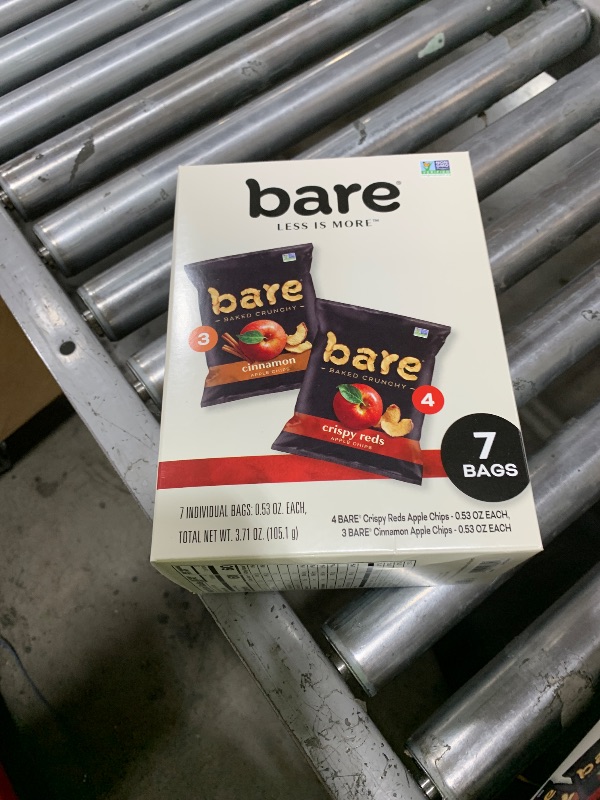 bare®
LESS IS MORE™
bare
BAKED CRUNCHY
3
cinnamon
APPLE CHIPS
bare
BAKED CRUNCHY
4
crispy reds
APPLE CHIPS
7
BAGS
7 INDIVIDUAL BAGS: 0.53 OZ. EACH,
TOTAL NET WT. 3.71 OZ. (105.1 g)
4 BARE® Crispy Reds Apple Chips - 0.53 OZ EACH,
3 BARE® Cinnamon Apple Chips - 0.53 OZ EACH
bare